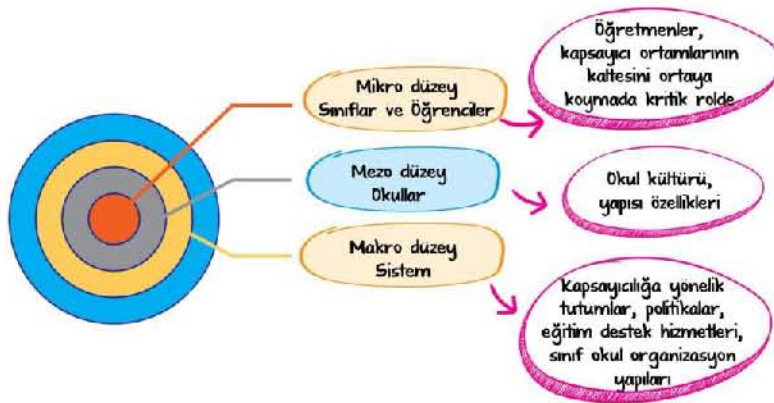 Mikro düzey
Sınıflar ve Öğrenciler
Öğretmenler,
kapsayıcı ortamlarının
kaltesini ortaya
koymada kritik rolde
Mezo düzey
Okullar
Okul kültürü,
yapısı özellikleri
Makro düzey
Sistem
Kapsayıcılığa yönelik
tutumlar, politikalar,
eğitim destek hizmetleri,
sınıf okul organizasyon
yapıları